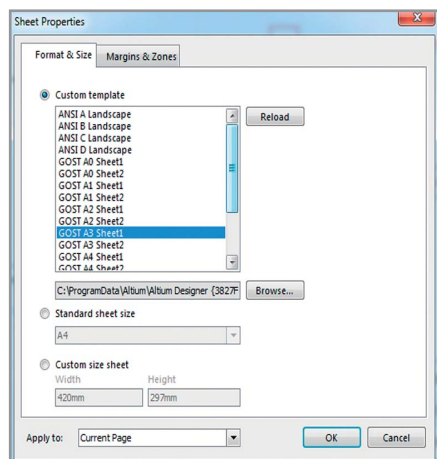 Sheet Properties
Format & Size
Margins & Zones
Custom template
ANSI A Landscape
ANSI B Landscape
ANSI C Landscape
ANSI D Landscape
GOST A0 Sheet1
GOST A0 Sheet2
GOST A1 Sheet1
GOST A1 Sheet2
GOST A2 Sheet1
GOST A2 Sheet2
GOST A3 Sheet1
GOST A3 Sheet2
GOST A4 Sheet1
GOST A4 Sheet2
Reload
C:\ProgramData\Altium\Altium Designer {3827F
Browse...
Standard sheet size
A4
Custom size sheet
Width
Height
420mm
297mm
Apply to:
Current Page
OK
Cancel